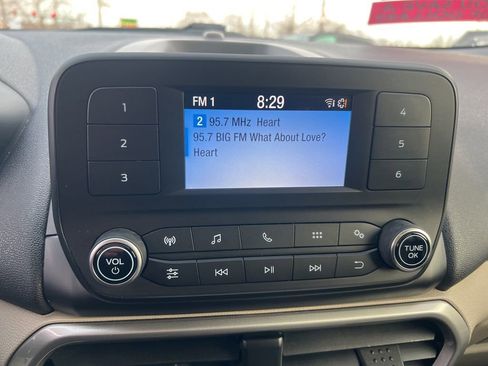 FM 1 8:29
2 95.7 MHz Heart
95.7 BIG FM What About Love?
Heart
1
2
3
4
5
6
VOL
TUNE
OK